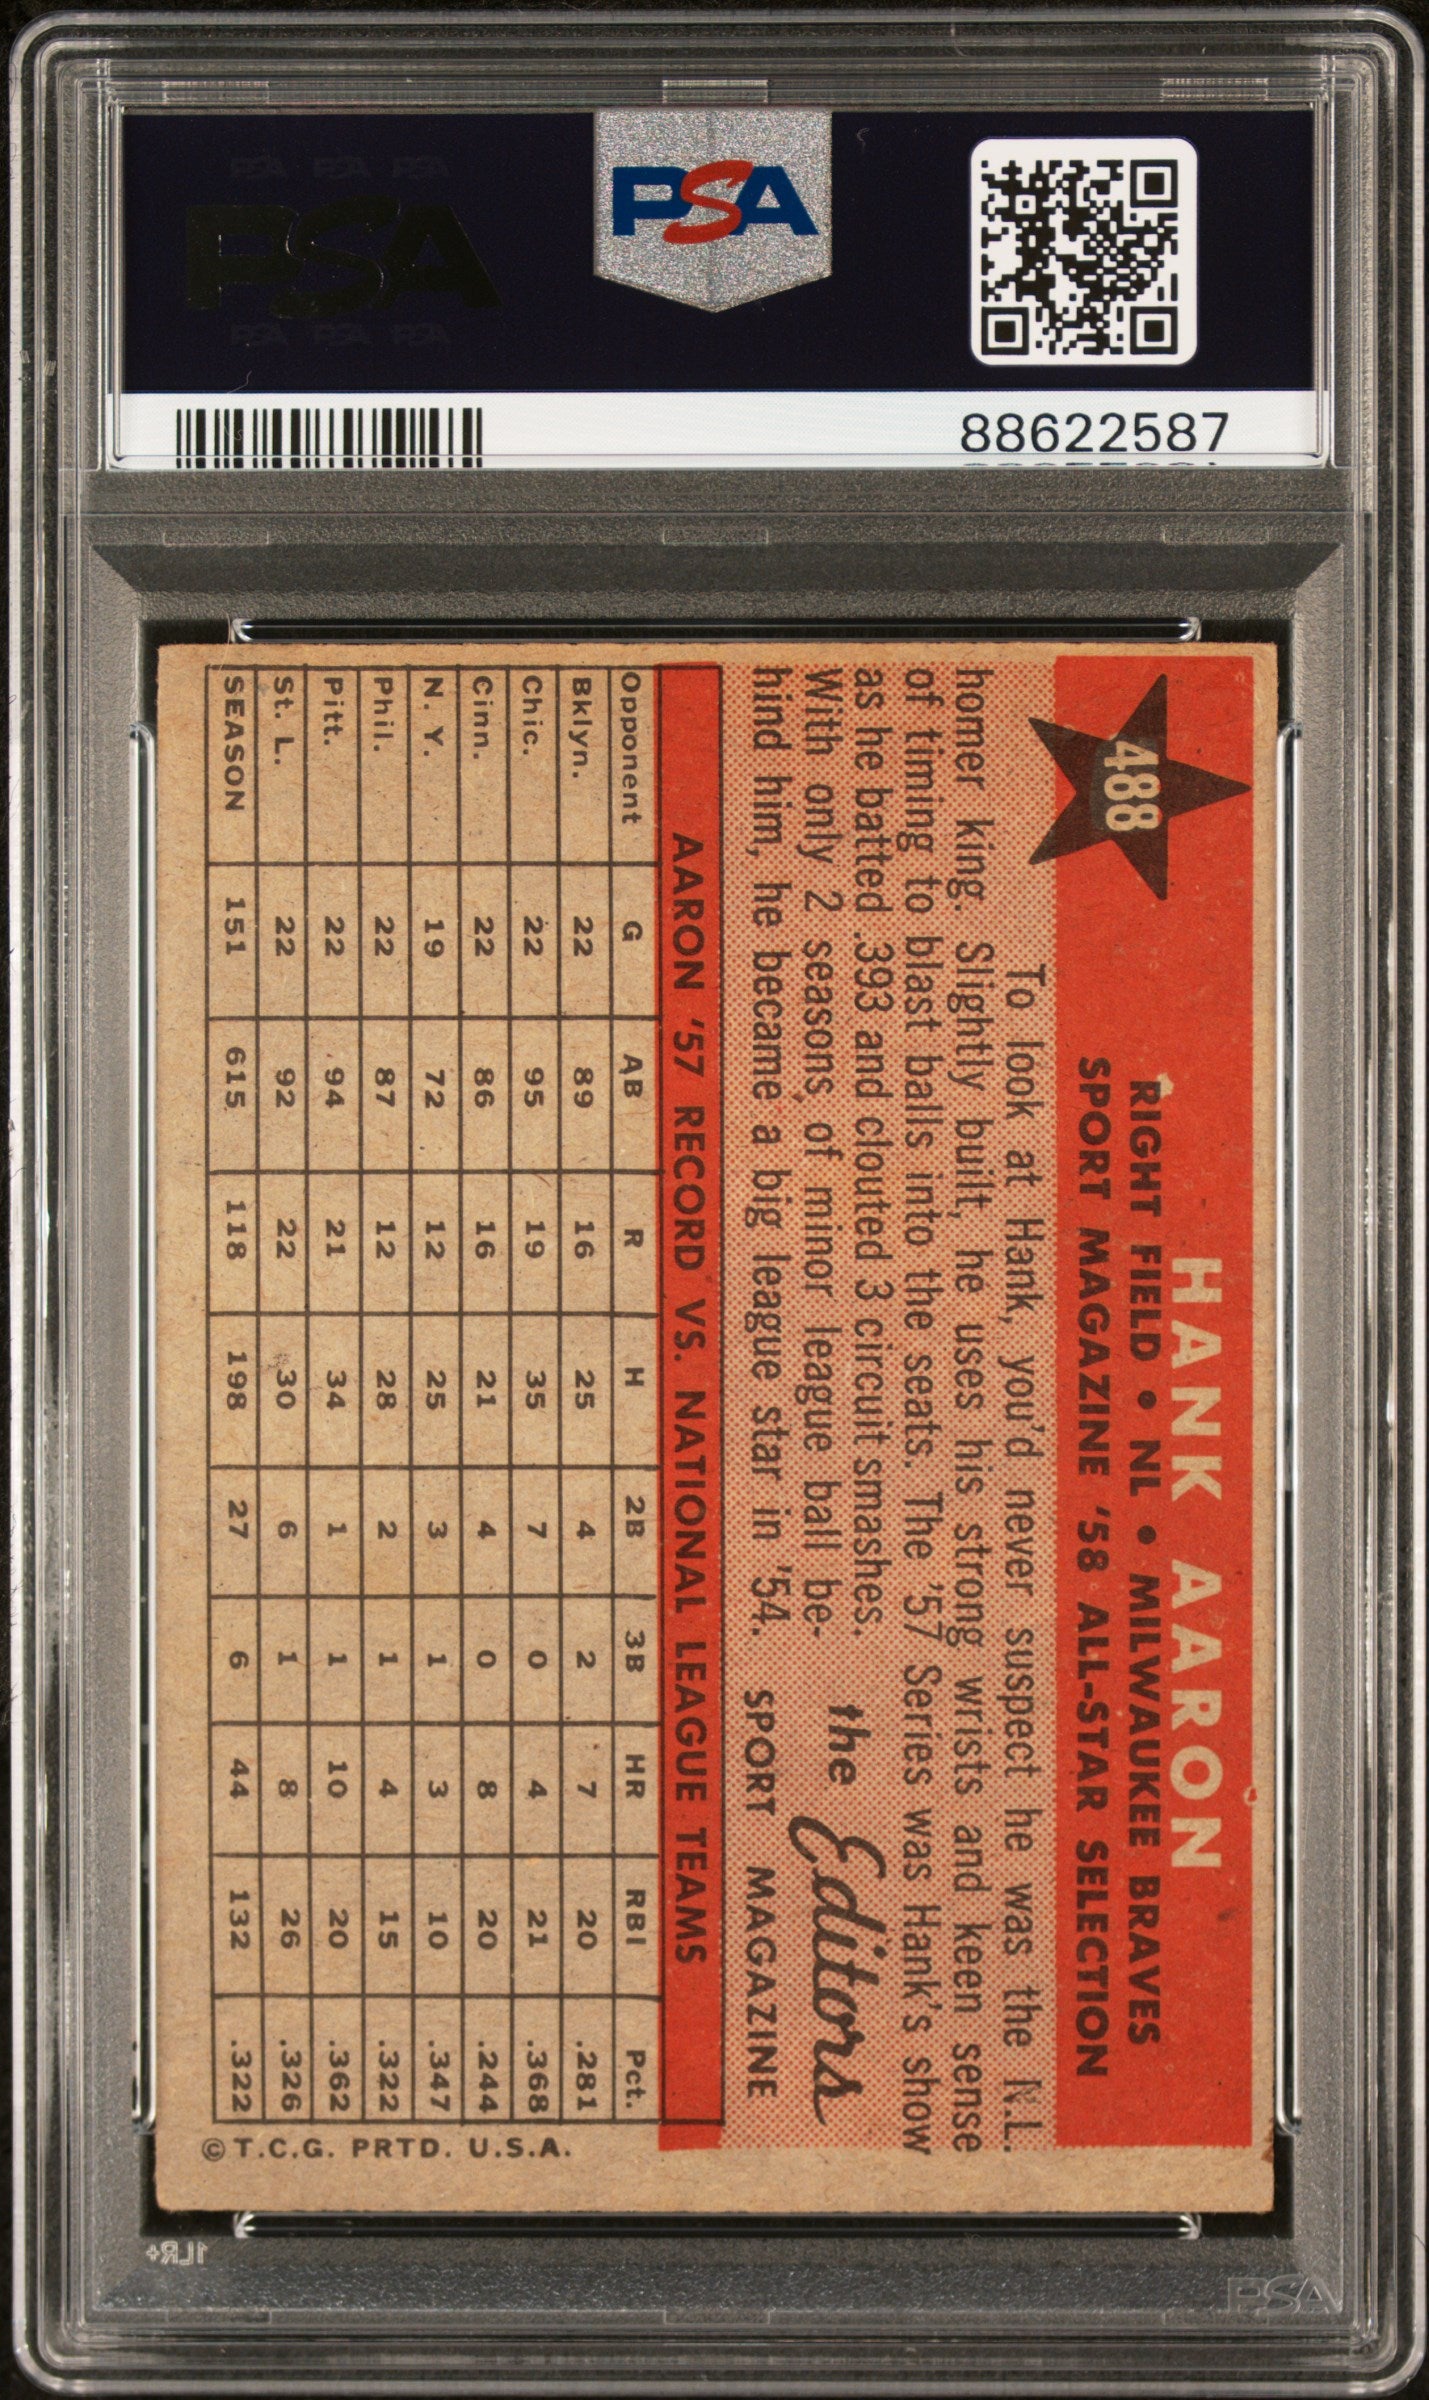 PSA PSA PSA
PSA
PSA PSA PSA
PSA
88622587
488
HANK AARON
RIGHT FIELD • NL • MILWAUKEE BRAVES
SPORT MAGAZINE '58 ALL-STAR SELECTION
To look at Hank, you'd never suspect he was the N.L.
homer king. Slightly built, he uses his strong wrists and keen sense
of timing to blast balls into the seats. The '57 Series was Hank's show
as he batted .393 and clouted 3 circuit smashes.
With only 2 seasons of minor league ball be-
hind him, he became a big league star in '54.
the Editors
SPORT MAGAZINE
AARON '57 RECORD VS. NATIONAL LEAGUE TEAMS
Opponent G AB R H 2B 3B HR RBI Pct.
Bklyn. 22 89 16 25 4 2 7 20 .281
Chic. 22 95 19 35 7 0 4 21 .368
Cinn. 22 86 16 21 4 0 8 20 .244
N. Y. 19 72 12 25 3 1 3 10 .347
Phil. 22 87 12 28 2 1 4 15 .322
Pitt. 22 94 21 34 1 1 10 20 .362
St. L. 22 92 22 30 6 1 8 26 .326
SEASON 151 615 118 198 27 6 44 132 .322
© T.C.G. PRTD. U.S.A.
1LR+
PSA